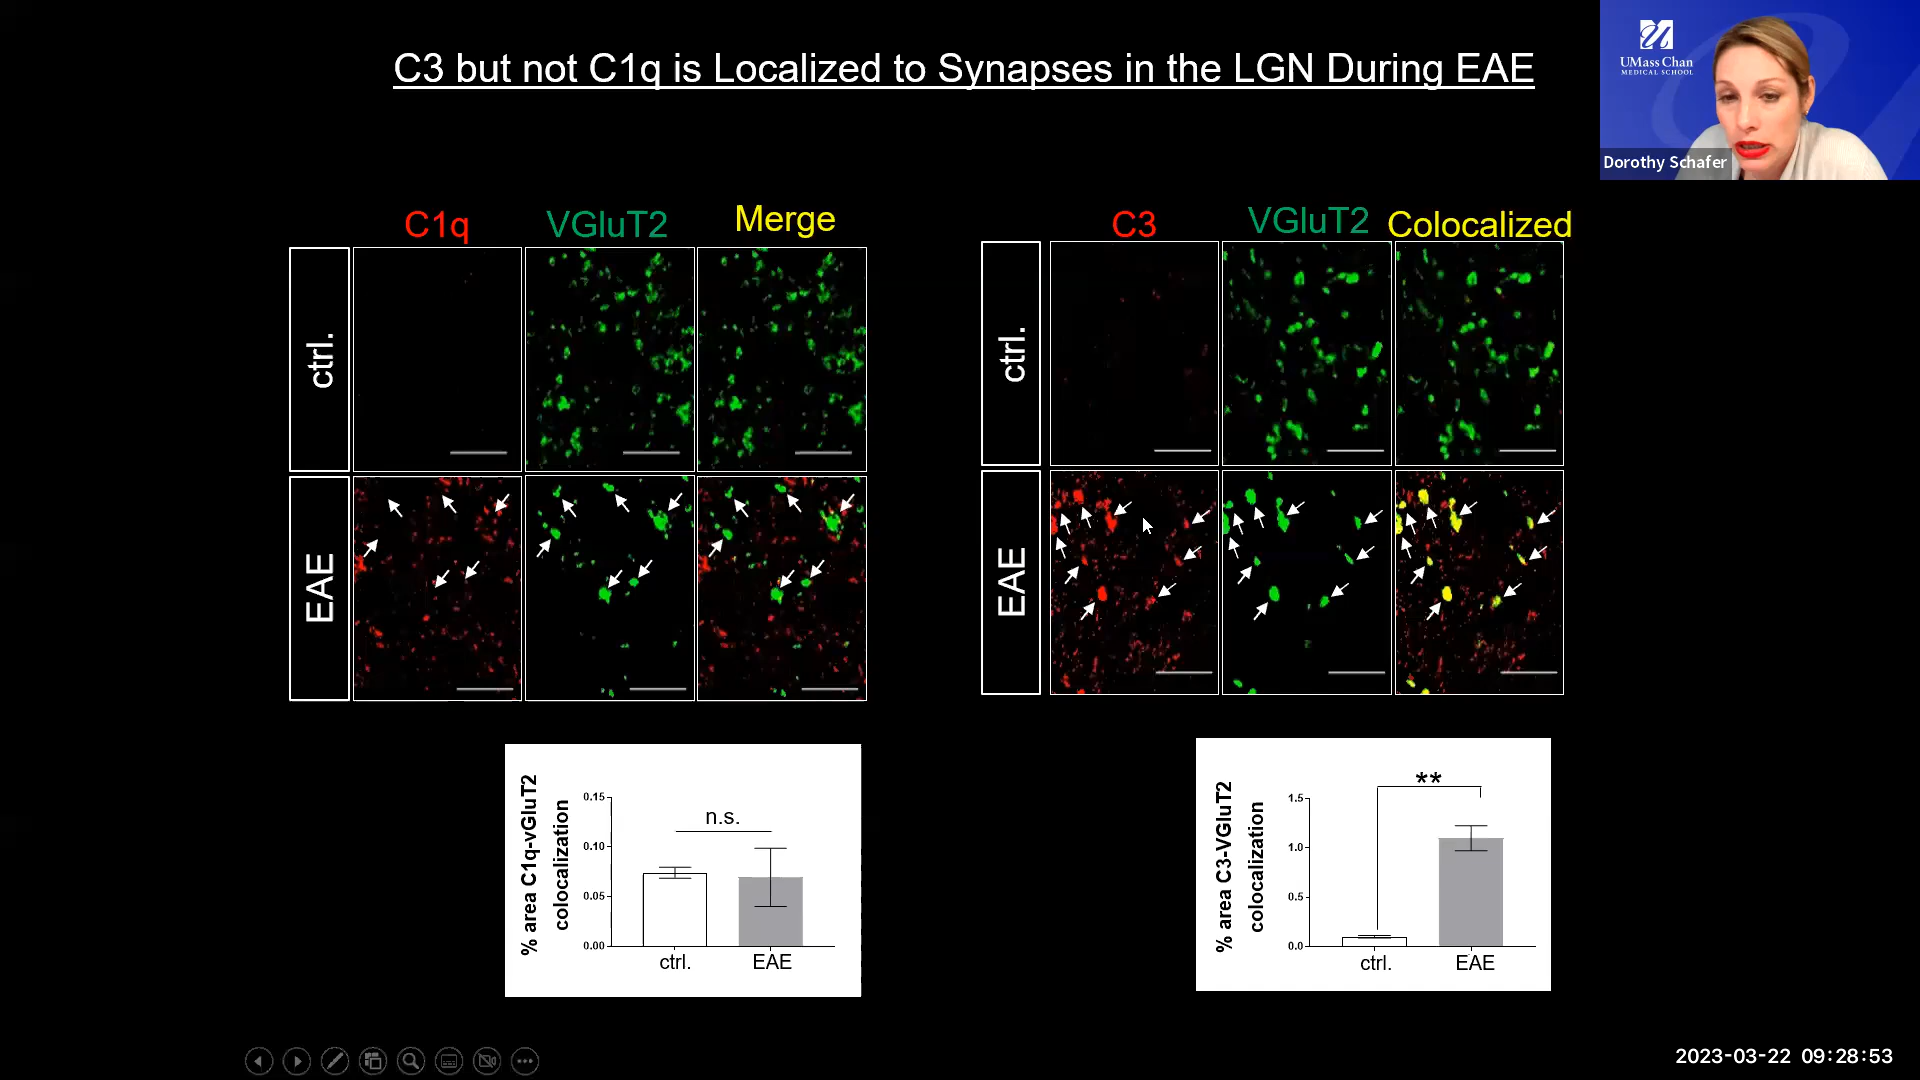 C3 but not C1q is Localized to Synapses in the LGN During EAE
UMass Chan
MEDICAL SCHOOL
Dorothy Schafer
C1q
VGluT2
Merge
ctrl.
EAE
C3
VGluT2
Colocalized
ctrl.
EAE
% area C1q-vGluT2
colocalization
0.15
0.10
0.05
0.00
n.s.
ctrl.
EAE
% area C3-VGluT2
colocalization
1.5
1.0
0.5
0.0
**
ctrl.
EAE
2023-03-22 09:28:53